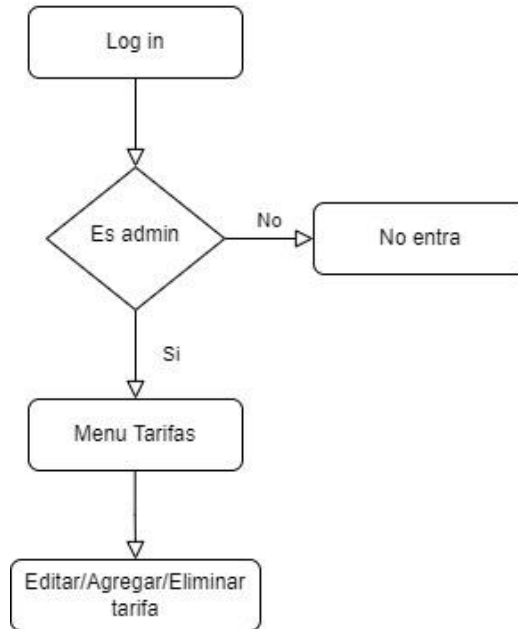 Log in
Es admin
No
No entra
Si
Menu Tarifas
Editar/Agregar/Eliminar
tarifa